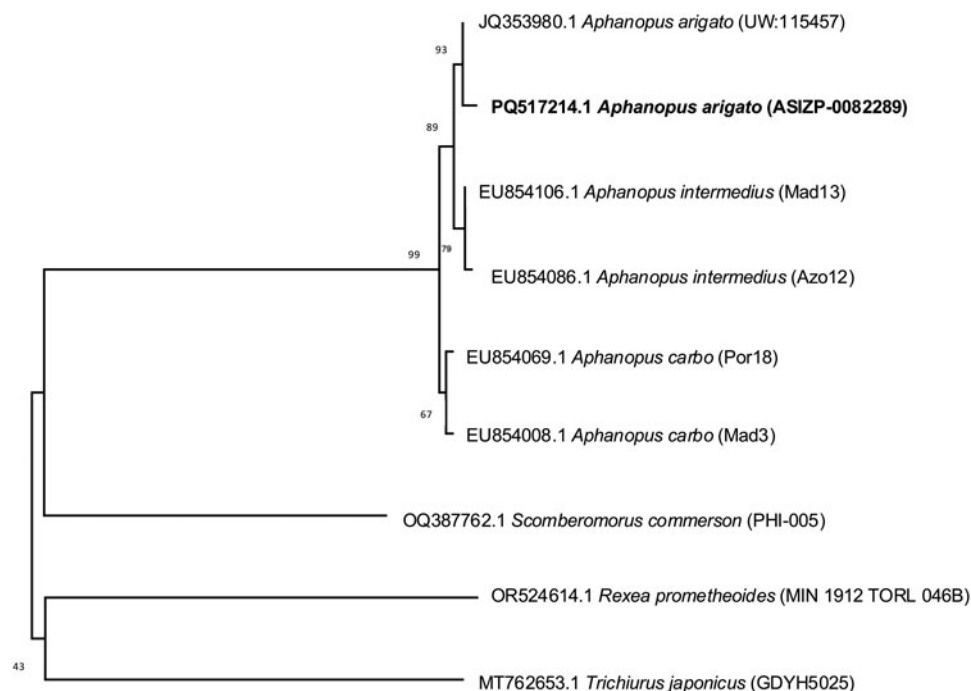 JQ353980.1 Aphanopus arigato (UW:115457)
93
PQ517214.1 Aphanopus arigato (ASIZP-0082289)
89
EU854106.1 Aphanopus intermedius (Mad13)
99
79
EU854086.1 Aphanopus intermedius (Azo12)
EU854069.1 Aphanopus carbo (Por18)
67
EU854008.1 Aphanopus carbo (Mad3)
OQ387762.1 Scomberomorus commerson (PHI-005)
OR524614.1 Rexea prometheoides (MIN 1912 TORL 046B)
43
MT762653.1 Trichiurus japonicus (GDYH5025)